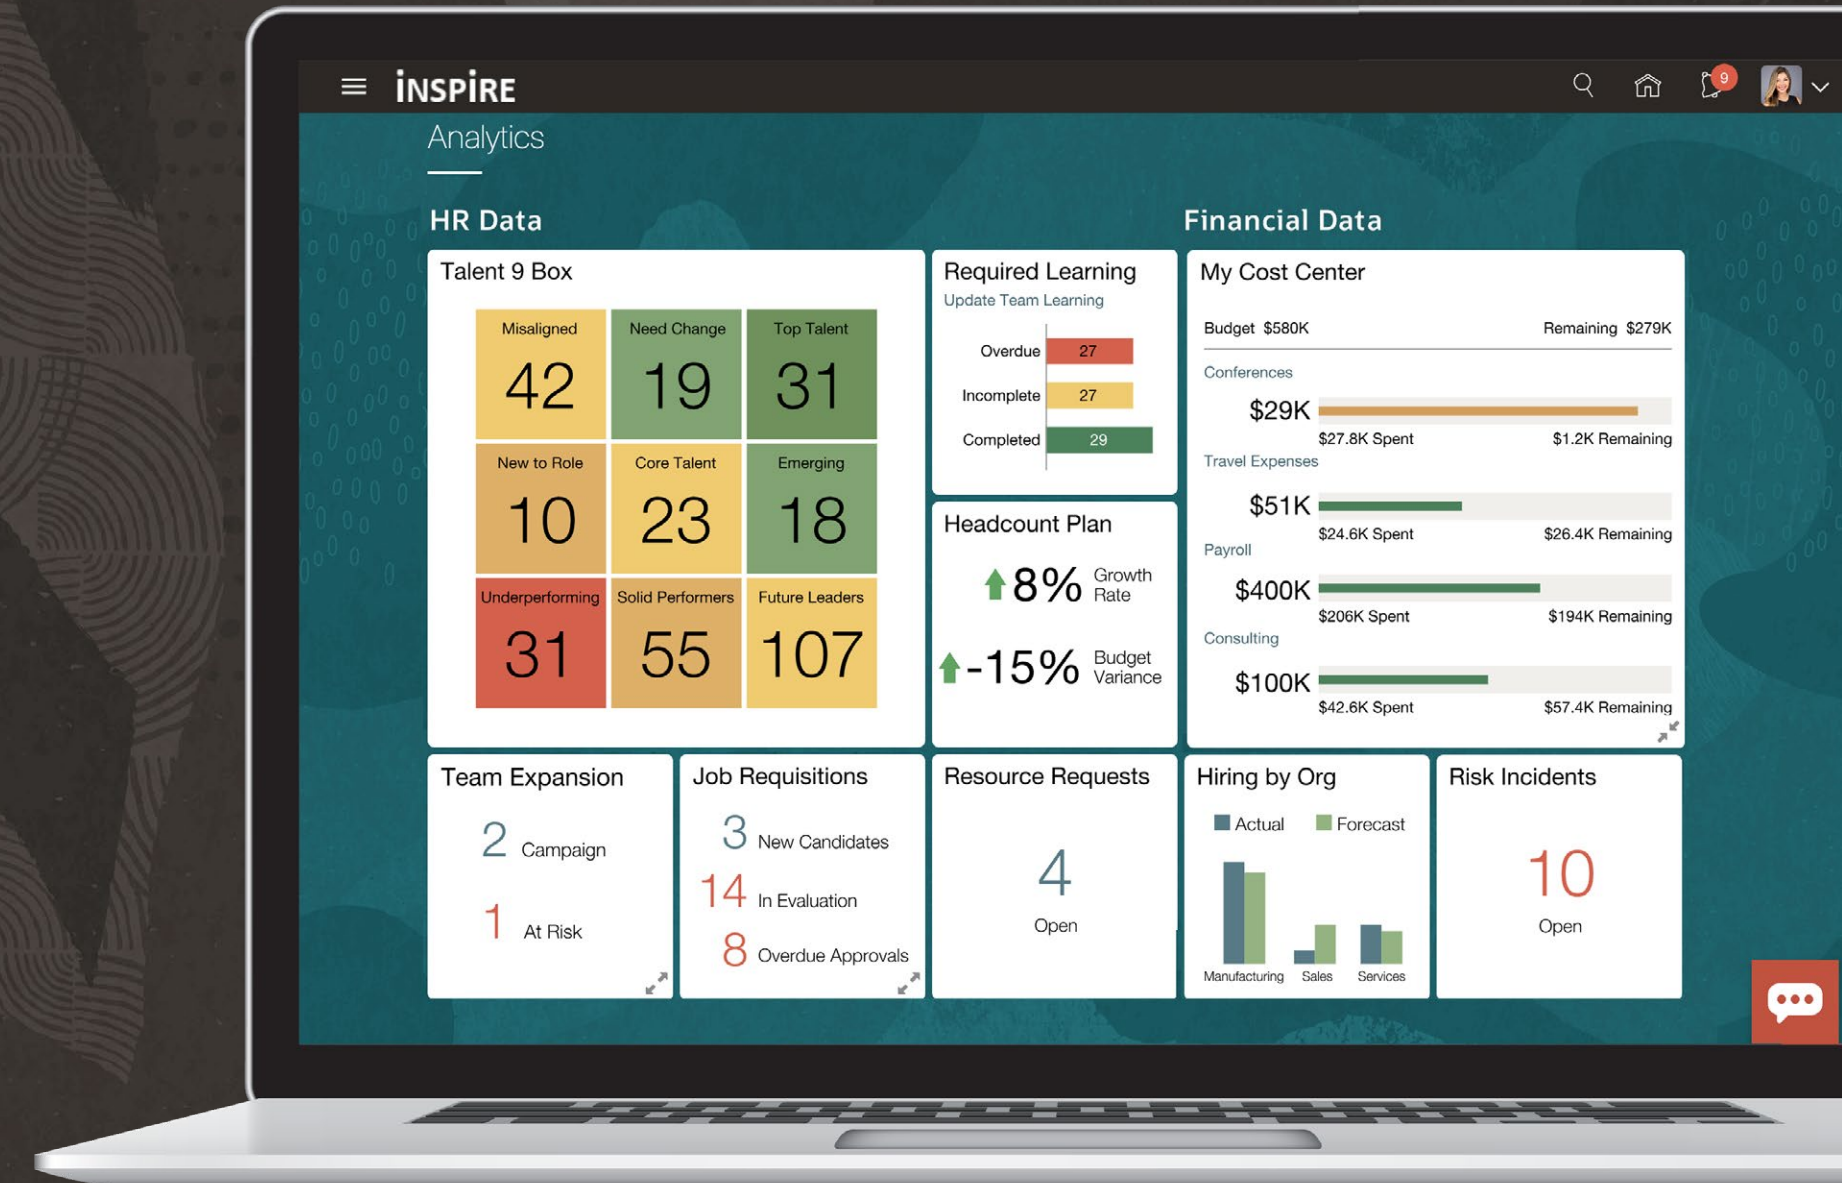 iNSPiRE
9
Analytics
HR Data
Financial Data
Talent 9 Box
Misaligned
42
Need Change
19
Top Talent
31
New to Role
10
Core Talent
23
Emerging
18
Underperforming
31
Solid Performers
55
Future Leaders
107
Required Learning
Update Team Learning
Overdue 27
Incomplete 27
Completed 29
Headcount Plan
8% Growth
Rate
-15% Budget
Variance
My Cost Center
Budget $580K Remaining $279K
Conferences
$29K
$27.8K Spent $1.2K Remaining
Travel Expenses
$51K
$24.6K Spent $26.4K Remaining
Payroll
$400K
$206K Spent $194K Remaining
Consulting
$100K
$42.6K Spent $57.4K Remaining
Team Expansion
2 Campaign
1 At Risk
Job Requisitions
3 New Candidates
14 In Evaluation
8 Overdue Approvals
Resource Requests
4
Open
Hiring by Org
Actual Forecast
Manufacturing Sales Services
Risk Incidents
10
Open